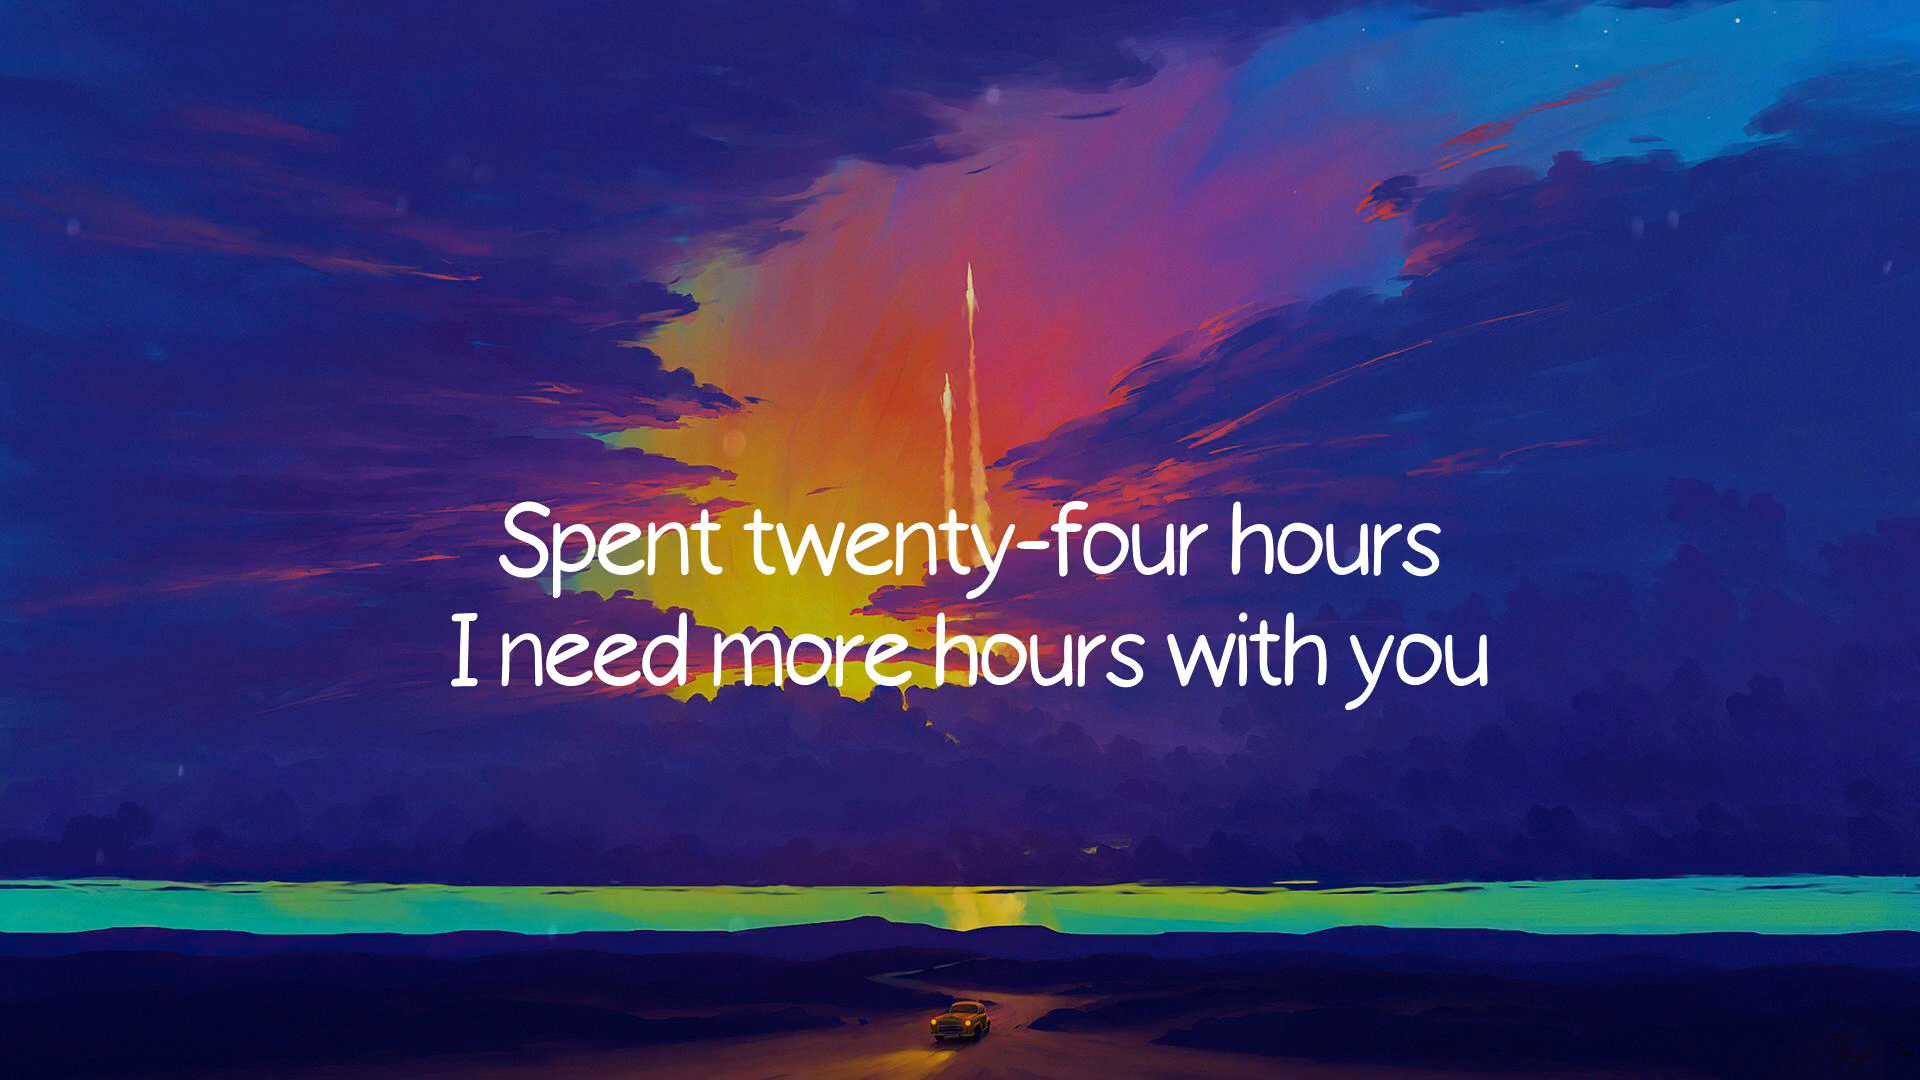 Spent twenty-four hours
I need more hours with you